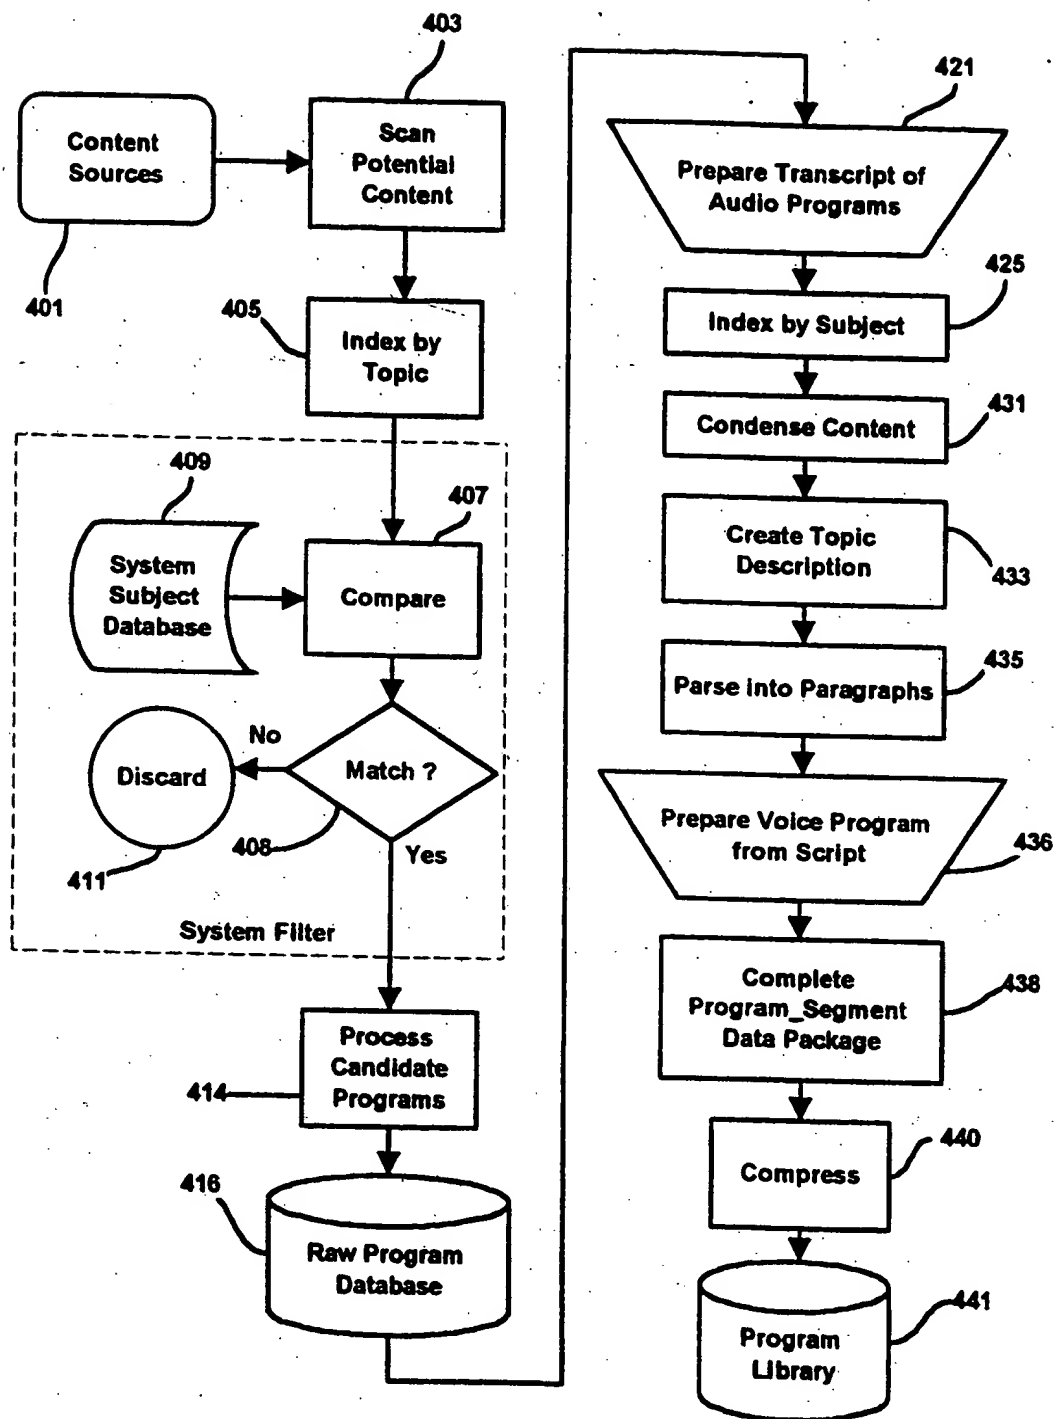 403
Content
Sources
401
Scan
Potential
Content
405
Index by
Topic
409
System
Subject
Database
407
Compare
No
Discard
411
Match ?
408
Yes
System Filter
Process
Candidate
Programs
414
416
Raw Program
Database
421
Prepare Transcript of
Audio Programs
425
Index by Subject
431
Condense Content
Create Topic
Description
433
435
Parse into Paragraphs
Prepare Voice Program
from Script
436
Complete
Program_Segment
Data Package
438
Compress
440
Program
Library
441